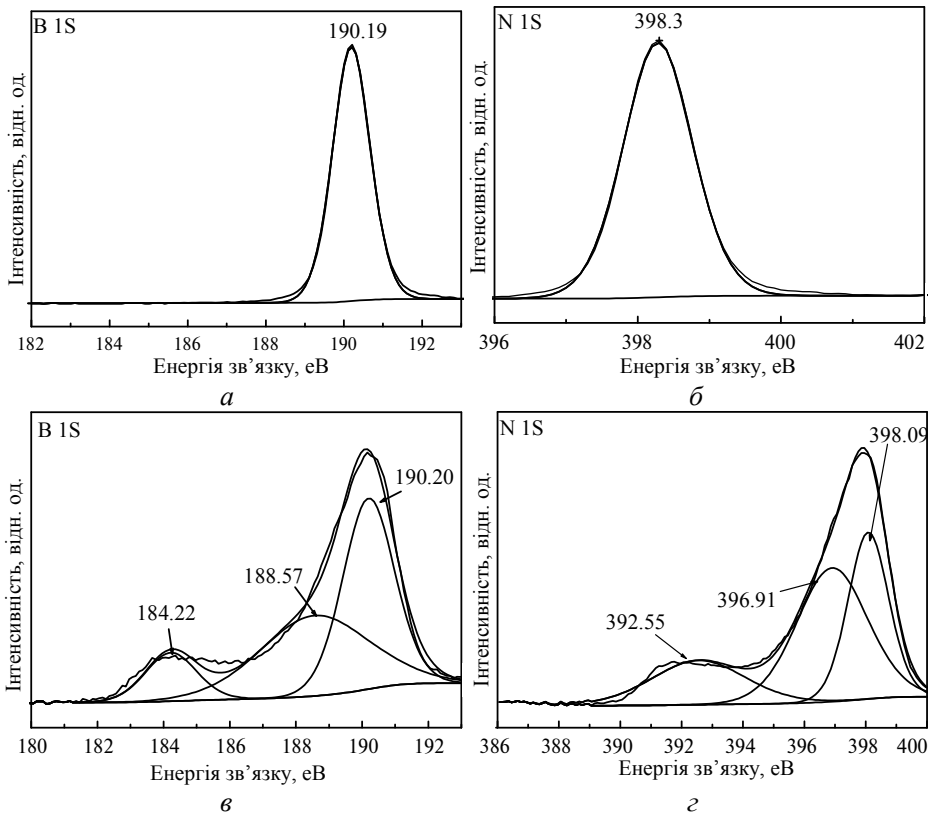 B 1S
190.19
Інтенсивність, відн. од.
182 184 186 188 190 192
Енергія зв’язку, еВ
а
N 1S
398.3
Інтенсивність, відн. од.
396 398 400 402
Енергія зв’язку, еВ
б
B 1S
190.20
188.57
184.22
Інтенсивність, відн. од.
180 182 184 186 188 190 192
Енергія зв’язку, еВ
в
N 1S
398.09
396.91
392.55
Інтенсивність, відн. од.
386 388 390 392 394 396 398 400
Енергія зв’язку, еВ
г